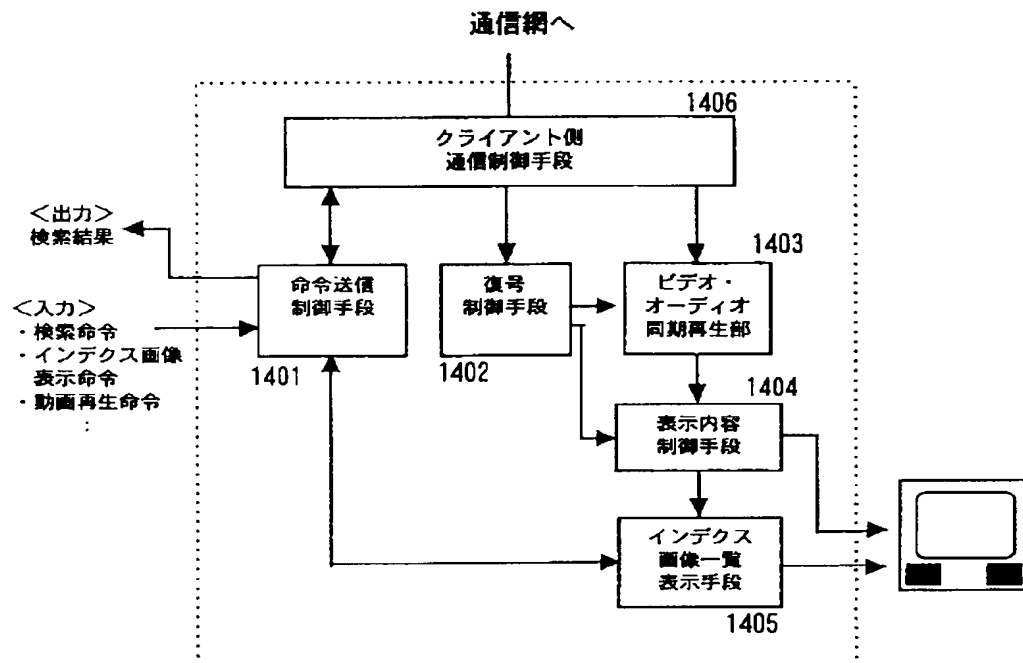 通信網へ
1406
クライアント側
通信制御手段
<出力>
検索結果
1403
命令送信
制御手段
復号
制御手段
ビデオ・
オーディオ
同期再生部
<入力>
・検索命令
・インデクス画像
表示命令
・動画再生命令
:
1401
1402
1404
表示内容
制御手段
インデクス
画像一覧
表示手段
1405